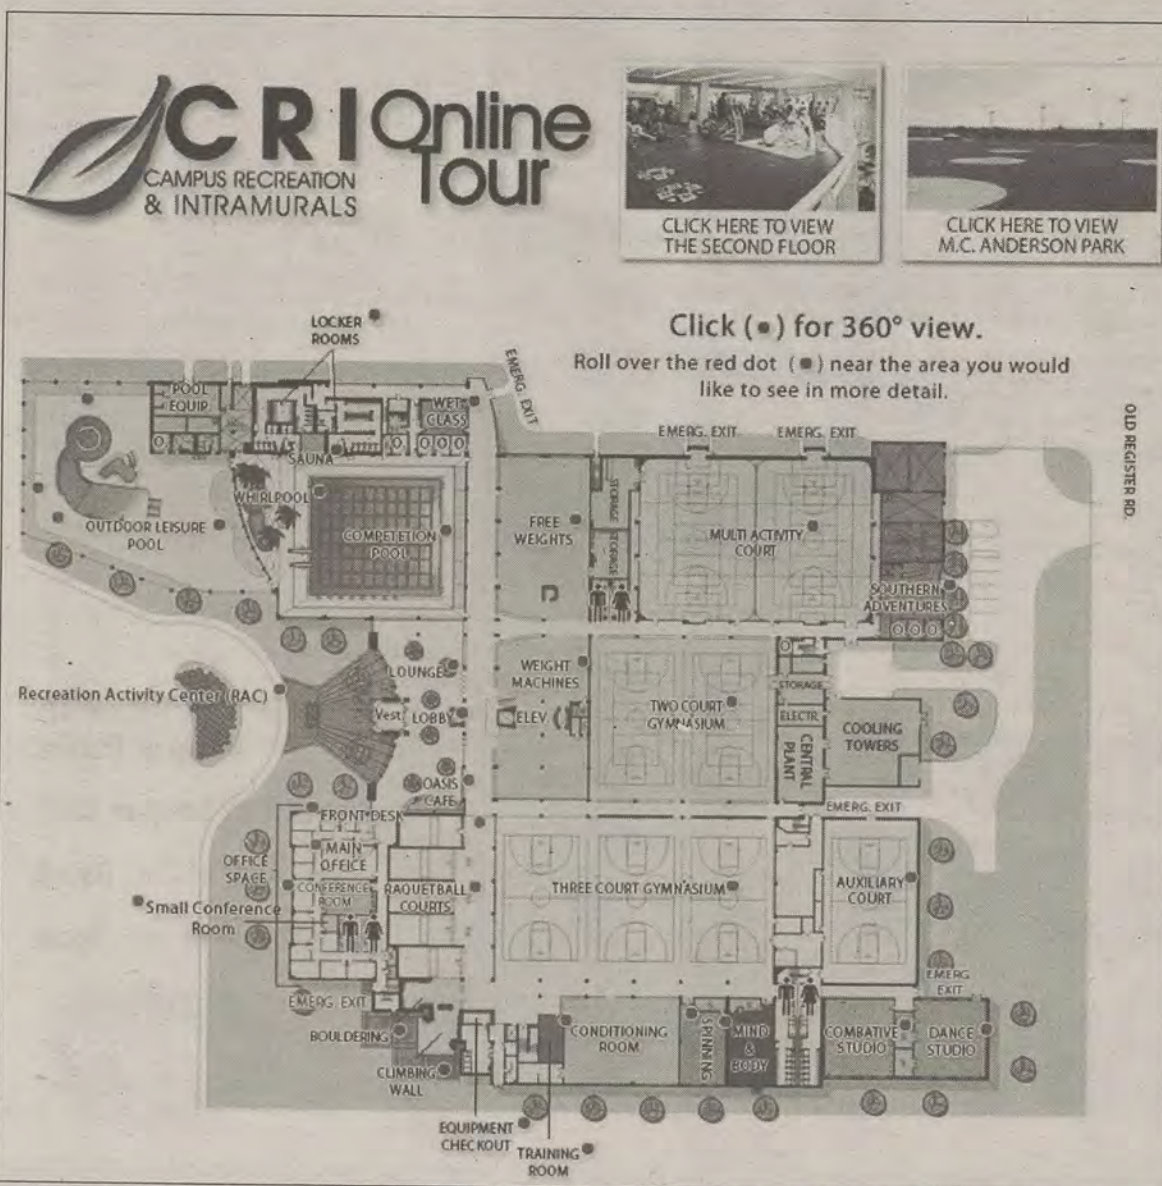 CRI Online
Tour
CAMPUS RECREATION
& INTRAMURALS
CLICK HERE TO VIEW
THE SECOND FLOOR
CLICK HERE TO VIEW
M.C. ANDERSON PARK
Click (●) for 360° view.
Roll over the red dot (●) near the area you would
like to see in more detail.
LOCKER
ROOMS
EMERG. EXIT
POOL
EQUIP.
WET
CLASS
SAUNA
WHIRLPOOL
OUTDOOR LEISURE
POOL
COMPETETION
POOL
FREE
WEIGHTS
STORAGE
STORAGE
EMERG. EXIT
EMERG. EXIT
MULTI ACTIVITY
COURT
OLD REGISTER RD.
SOUTHERN
ADVENTURES
Recreation Activity Center (RAC)
LOUNGE
Vest.
LOBBY
WEIGHT
MACHINES
ELEV
TWO COURT
GYMNASIUM
STORAGE
ELECTR.
CENTRAL
PLANT
COOLING
TOWERS
OASIS
CAFE
EMERG. EXIT
FRONT DESK
OFFICE
SPACE
MAIN
OFFICE
CONFERENCE
ROOM
Small Conference
Room
RAQUETBALL
COURTS
THREE COURT GYMNASIUM
AUXILIARY
COURT
EMERG. EXIT
EMERG.
EXIT
BOULDERING
CLIMBING
WALL
CONDITIONING
ROOM
SPINNING
MIND
&
BODY
COMBATIVE
STUDIO
DANCE
STUDIO
EQUIPMENT
CHECKOUT
TRAINING
ROOM